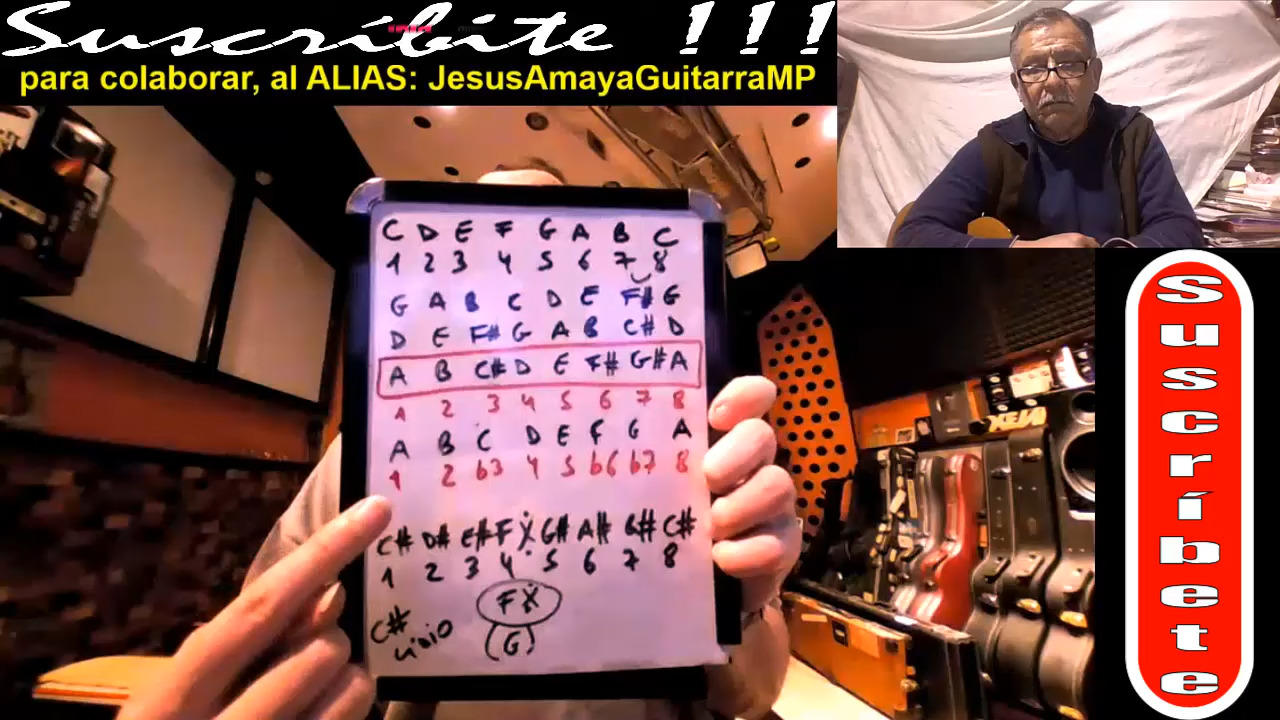 Suscríbite !!!
para colaborar, al ALIAS: JesusAmayaGuitarraMP
C D E F G A B C
1 2 3 4 5 6 7 8
G A B C D E F# G
D E F# G A B C# D
A B C# D E F# G# A
1 2 3 4 5 6 7 8
A B C D E F G A
1 2 b3 4 5 b6 b7 8
C# D# E# F X G# A# B# C#
1 2 3 4 5 6 7 8
C# FX
(G)
Suscríbete